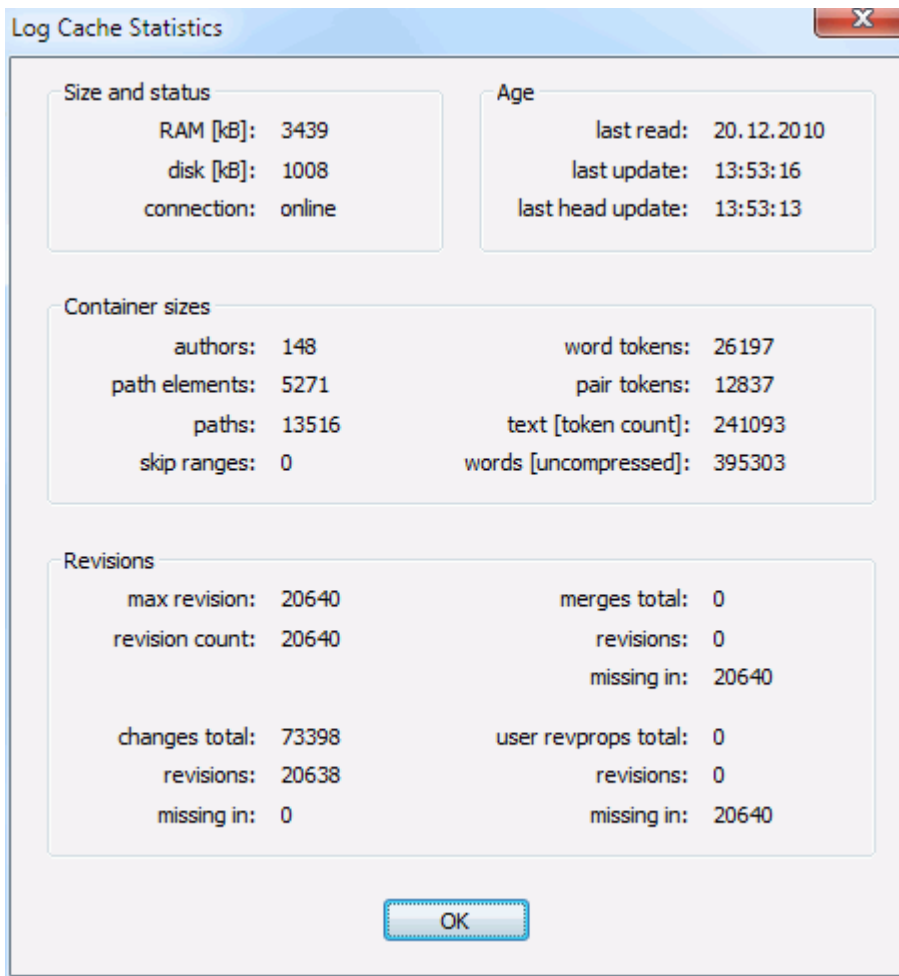 Log Cache Statistics
Size and status
RAM [kB]: 3439
disk [kB]: 1008
connection: online
Age
last read: 20.12.2010
last update: 13:53:16
last head update: 13:53:13
Container sizes
authors: 148
path elements: 5271
paths: 13516
skip ranges: 0
word tokens: 26197
pair tokens: 12837
text [token count]: 241093
words [uncompressed]: 395303
Revisions
max revision: 20640
revision count: 20640
merges total: 0
revisions: 0
missing in: 20640
changes total: 73398
revisions: 20638
missing in: 0
user revprops total: 0
revisions: 0
missing in: 20640
OK